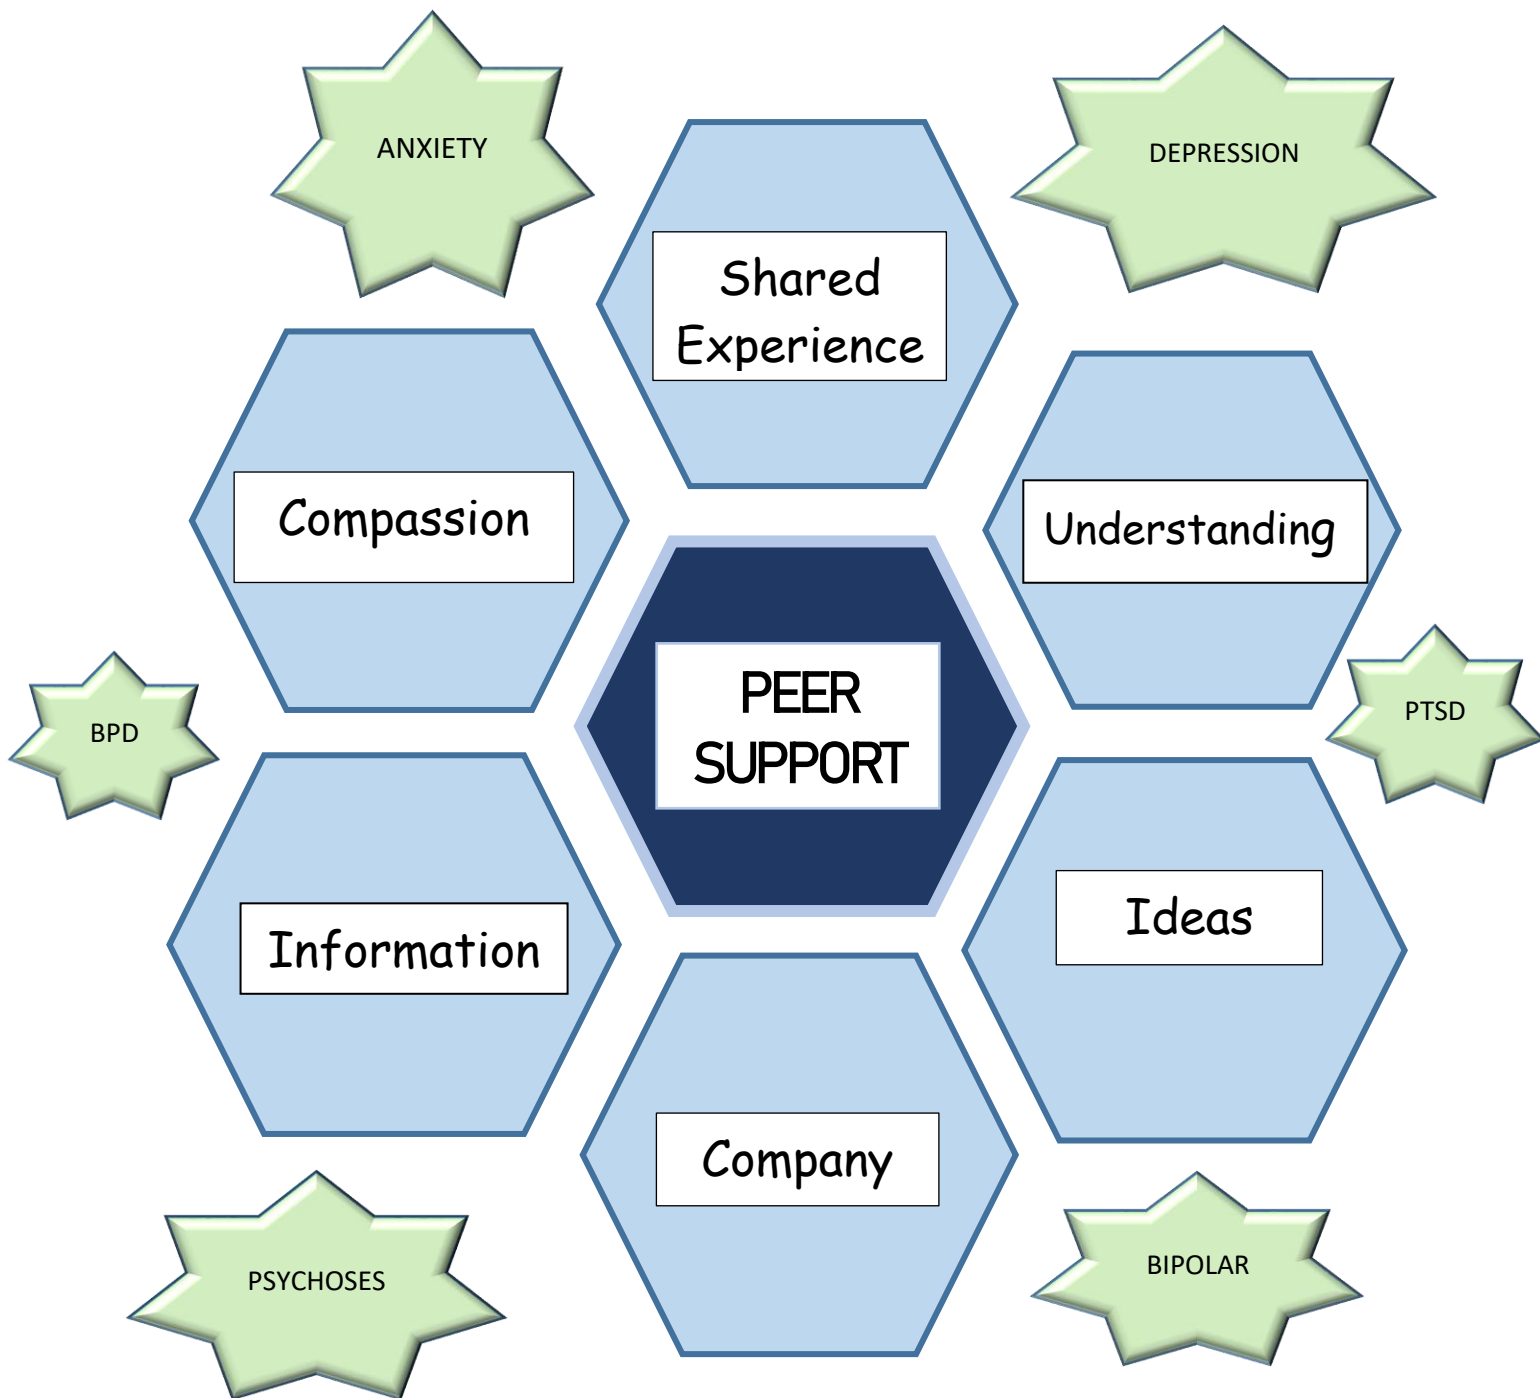 ANXIETY
DEPRESSION
Shared
Experience
Compassion
Understanding
PEER
SUPPORT
BPD
PTSD
Information
Ideas
Company
PSYCHOSES
BIPOLAR